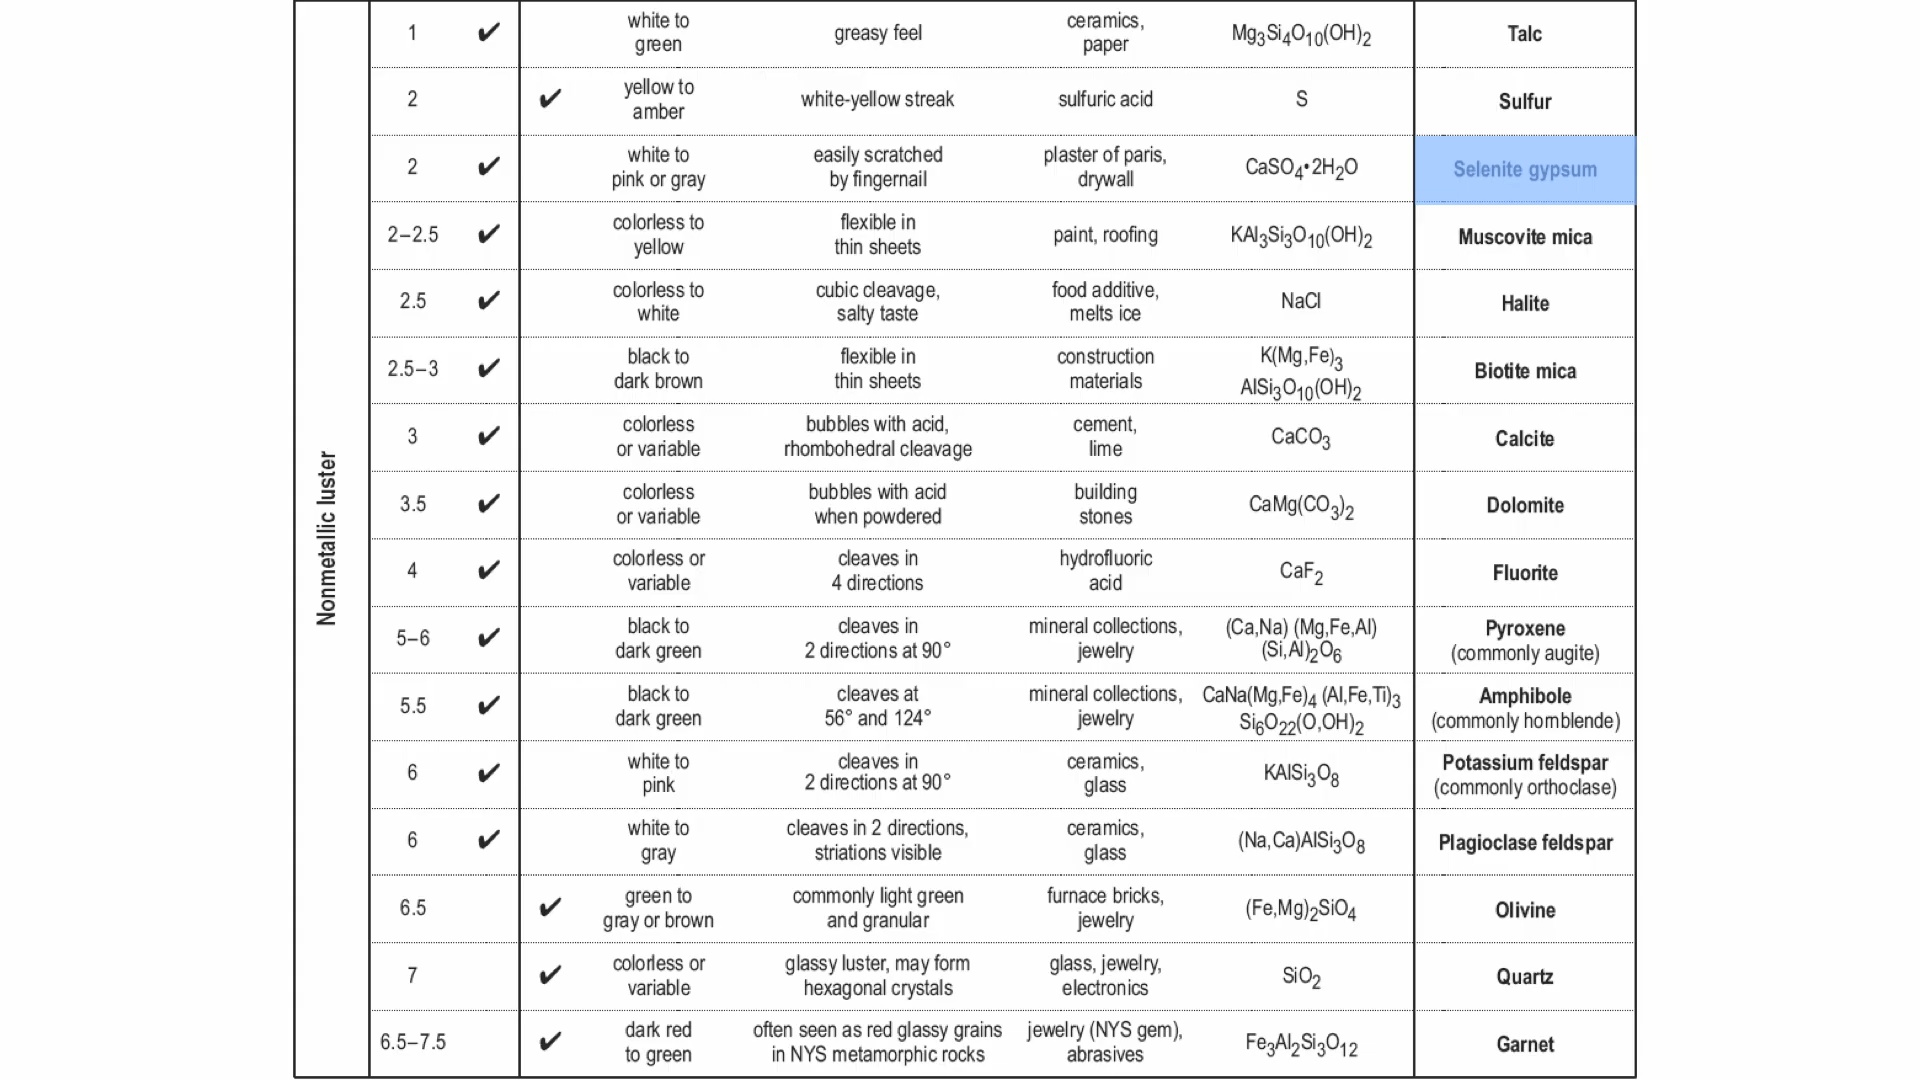 Nonmetallic luster
1 ✔ white to green greasy feel ceramics, paper Mg3Si4O10(OH)2 Talc
2 ✔ yellow to amber white-yellow streak sulfuric acid S Sulfur
2 ✔ white to pink or gray easily scratched by fingernail plaster of paris, drywall CaSO4•2H2O Selenite gypsum
2–2.5 ✔ colorless to yellow flexible in thin sheets paint, roofing KAl3Si3O10(OH)2 Muscovite mica
2.5 ✔ colorless to white cubic cleavage, salty taste food additive, melts ice NaCl Halite
2.5–3 ✔ black to dark brown flexible in thin sheets construction materials K(Mg,Fe)3 AlSi3O10(OH)2 Biotite mica
3 ✔ colorless or variable bubbles with acid, rhombohedral cleavage cement, lime CaCO3 Calcite
3.5 ✔ colorless or variable bubbles with acid when powdered building stones CaMg(CO3)2 Dolomite
4 ✔ colorless or variable cleaves in 4 directions hydrofluoric acid CaF2 Fluorite
5–6 ✔ black to dark green cleaves in 2 directions at 90° mineral collections, jewelry (Ca,Na) (Mg,Fe,Al) (Si,Al)2O6 Pyroxene (commonly augite)
5.5 ✔ black to dark green cleaves at 56° and 124° mineral collections, jewelry CaNa(Mg,Fe)4 (Al,Fe,Ti)3 Si6O22(O,OH)2 Amphibole (commonly hornblende)
6 ✔ white to pink cleaves in 2 directions at 90° ceramics, glass KAlSi3O8 Potassium feldspar (commonly orthoclase)
6 ✔ white to gray cleaves in 2 directions, striations visible ceramics, glass (Na,Ca)AlSi3O8 Plagioclase feldspar
6.5 ✔ green to gray or brown commonly light green and granular furnace bricks, jewelry (Fe,Mg)2SiO4 Olivine
7 ✔ colorless or variable glassy luster, may form hexagonal crystals glass, jewelry, electronics SiO2 Quartz
6.5–7.5 ✔ dark red to green often seen as red glassy grains in NYS metamorphic rocks jewelry (NYS gem), abrasives Fe3Al2Si3O12 Garnet